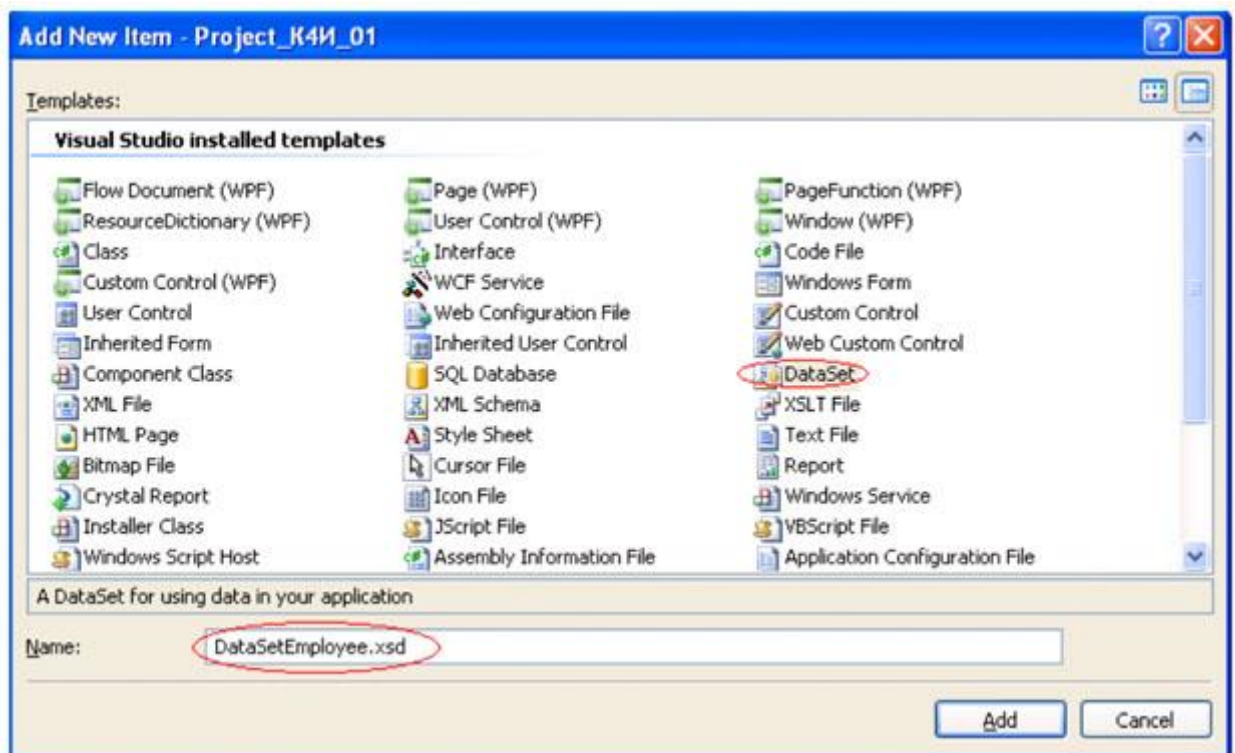 Add New Item - Project_К4И_01
Templates:
Visual Studio installed templates
Flow Document (WPF) Page (WPF) PageFunction (WPF)
ResourceDictionary (WPF) User Control (WPF) Window (WPF)
Class Interface Code File
Custom Control (WPF) WCF Service Windows Form
User Control Web Configuration File Custom Control
Inherited Form Inherited User Control Web Custom Control
Component Class SQL Database DataSet
XML File XML Schema XSLT File
HTML Page Style Sheet Text File
Bitmap File Cursor File Report
Crystal Report Icon File Windows Service
Installer Class JScript File VBScript File
Windows Script Host Assembly Information File Application Configuration File
A DataSet for using data in your application
Name: DataSetEmployee.xsd
Add Cancel